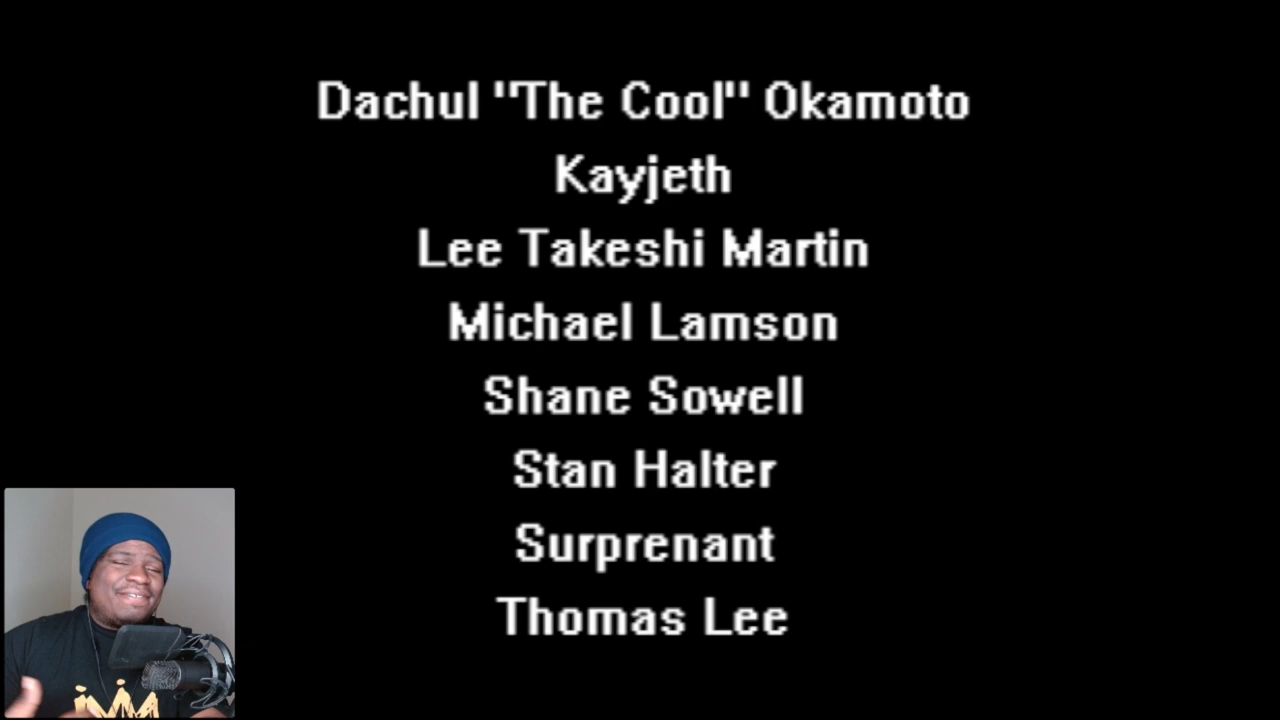 Dachul "The Cool" Okamoto
Kayjeth
Lee Takeshi Martin
Michael Lamson
Shane Sowell
Stan Halter
Surprenant
Thomas Lee